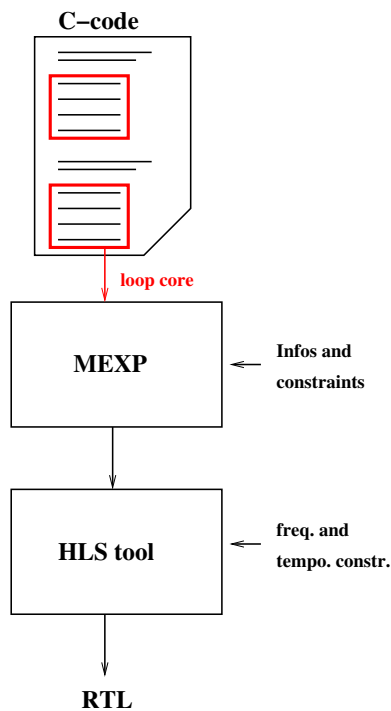 C-code
loop core
MEXP
Infos and
constraints
HLS tool
freq. and
tempo. constr.
RTL